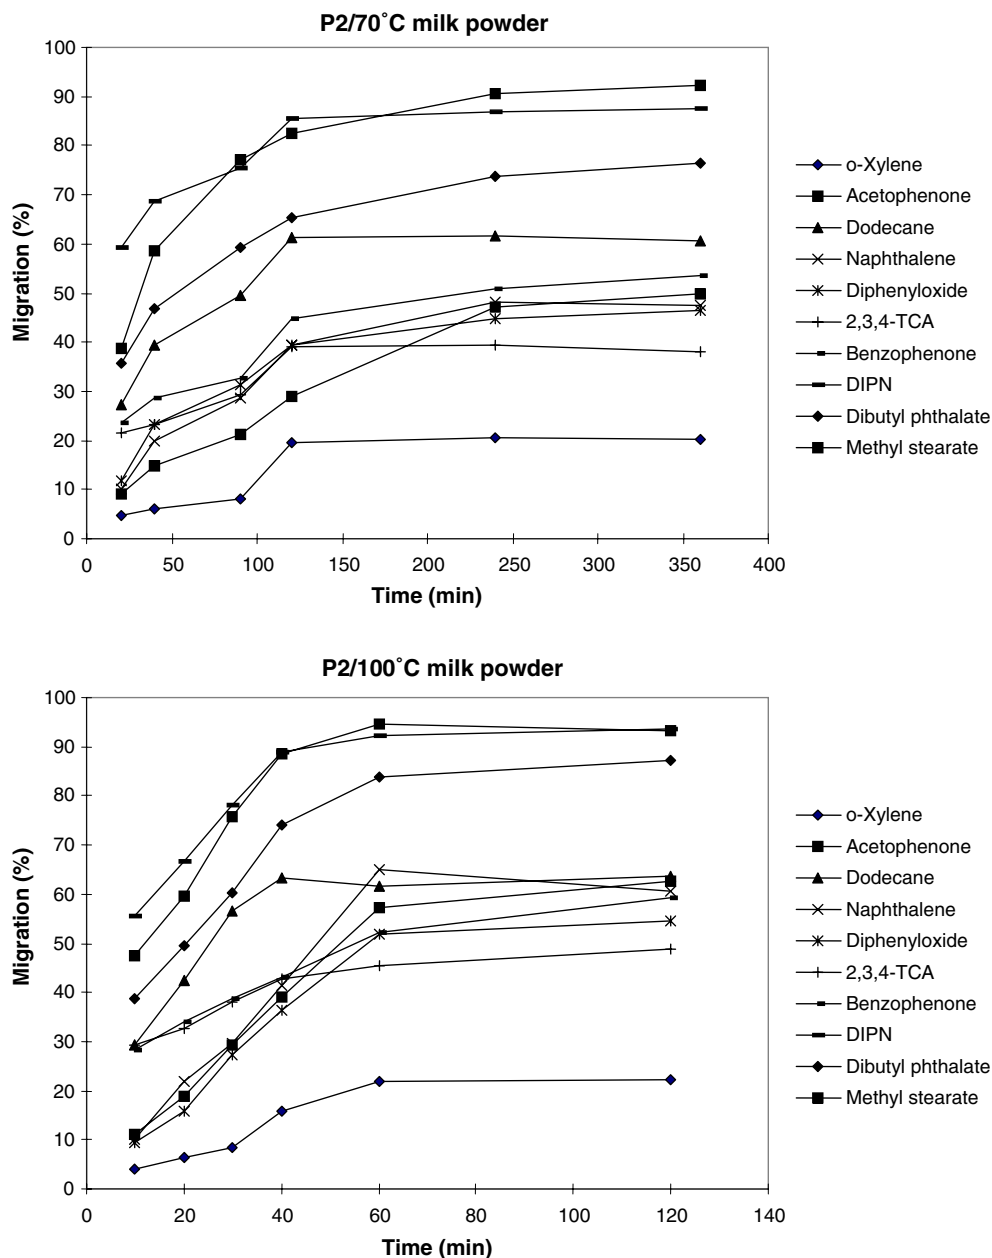 P2/70˚C milk powder
100
90
80
70
60
50
40
30
20
10
0
Migration (%)
0 50 100 150 200 250 300 350 400
Time (min)
o-Xylene
Acetophenone
Dodecane
Naphthalene
Diphenyloxide
2,3,4-TCA
Benzophenone
DIPN
Dibutyl phthalate
Methyl stearate
P2/100˚C milk powder
100
90
80
70
60
50
40
30
20
10
0
Migration (%)
0 20 40 60 80 100 120 140
Time (min)
o-Xylene
Acetophenone
Dodecane
Naphthalene
Diphenyloxide
2,3,4-TCA
Benzophenone
DIPN
Dibutyl phthalate
Methyl stearate